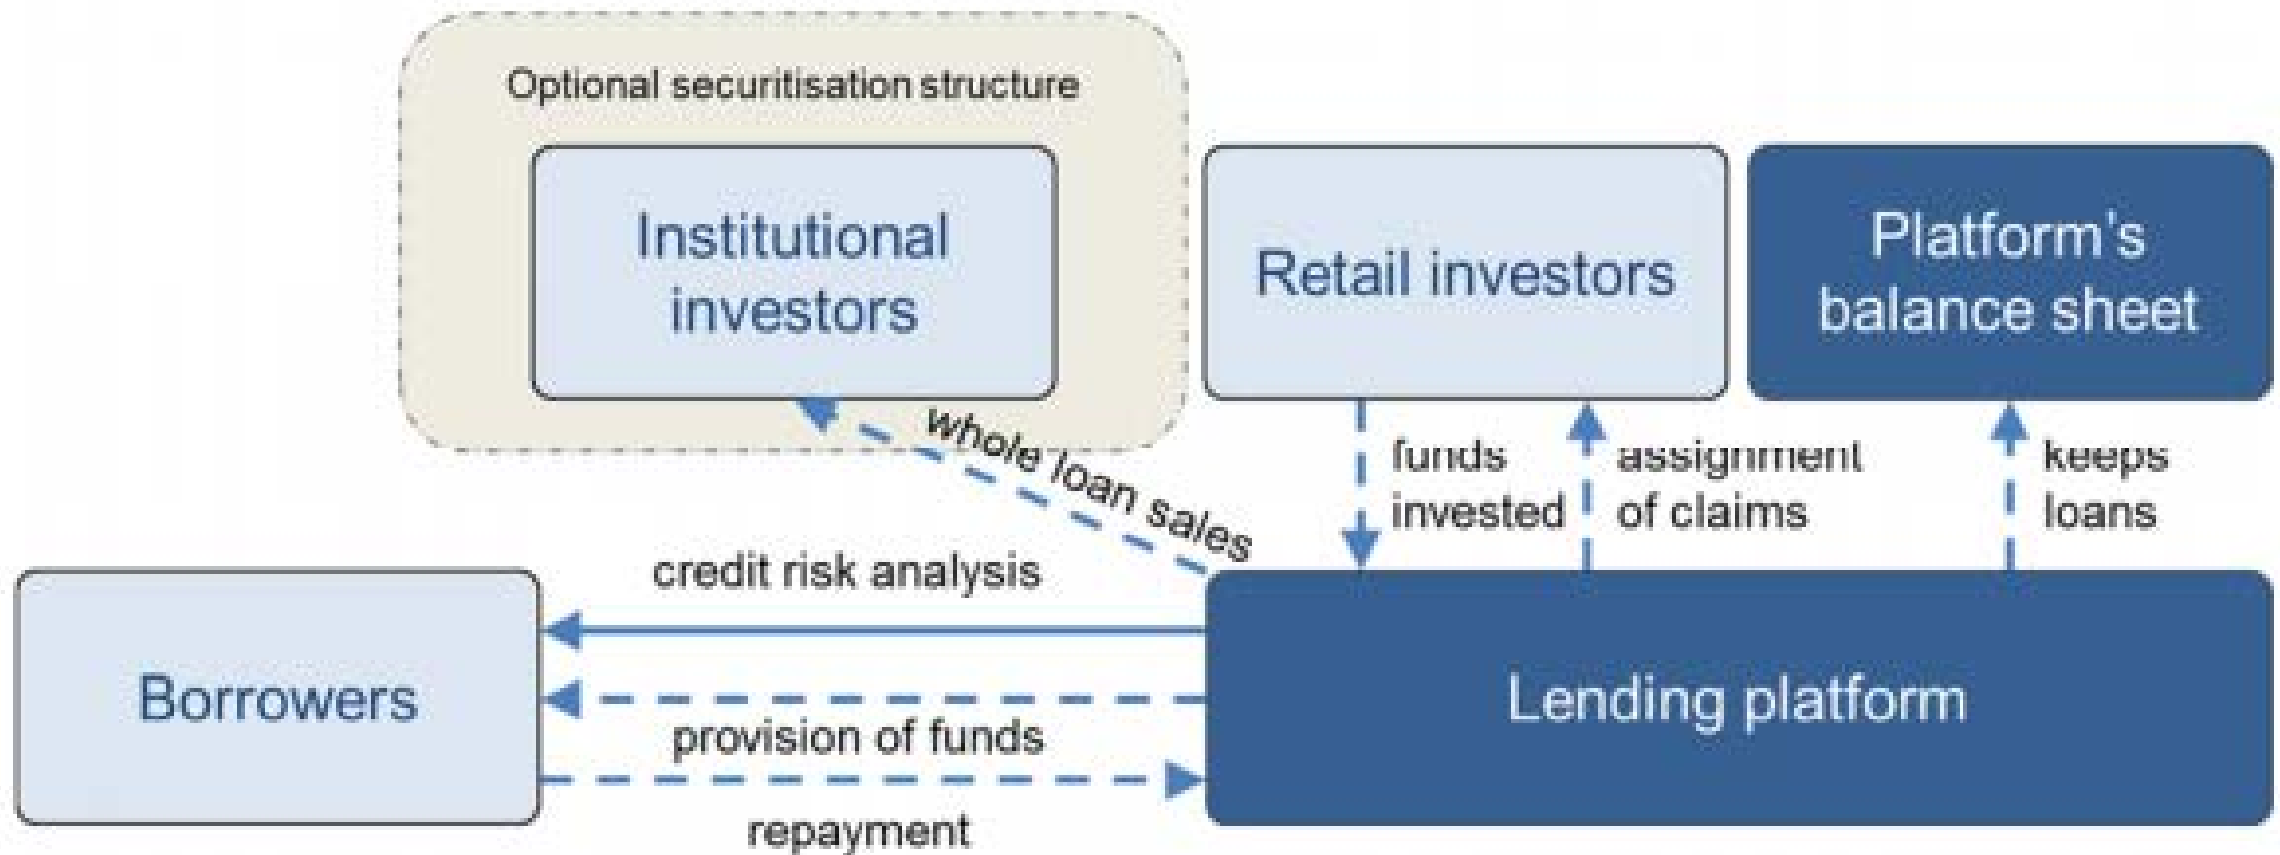 Optional securitisation structure
Institutional
investors
Retail investors
Platform's
balance sheet
whole loan sales
funds
invested
assignment
of claims
keeps
loans
credit risk analysis
Borrowers
provision of funds
repayment
Lending platform